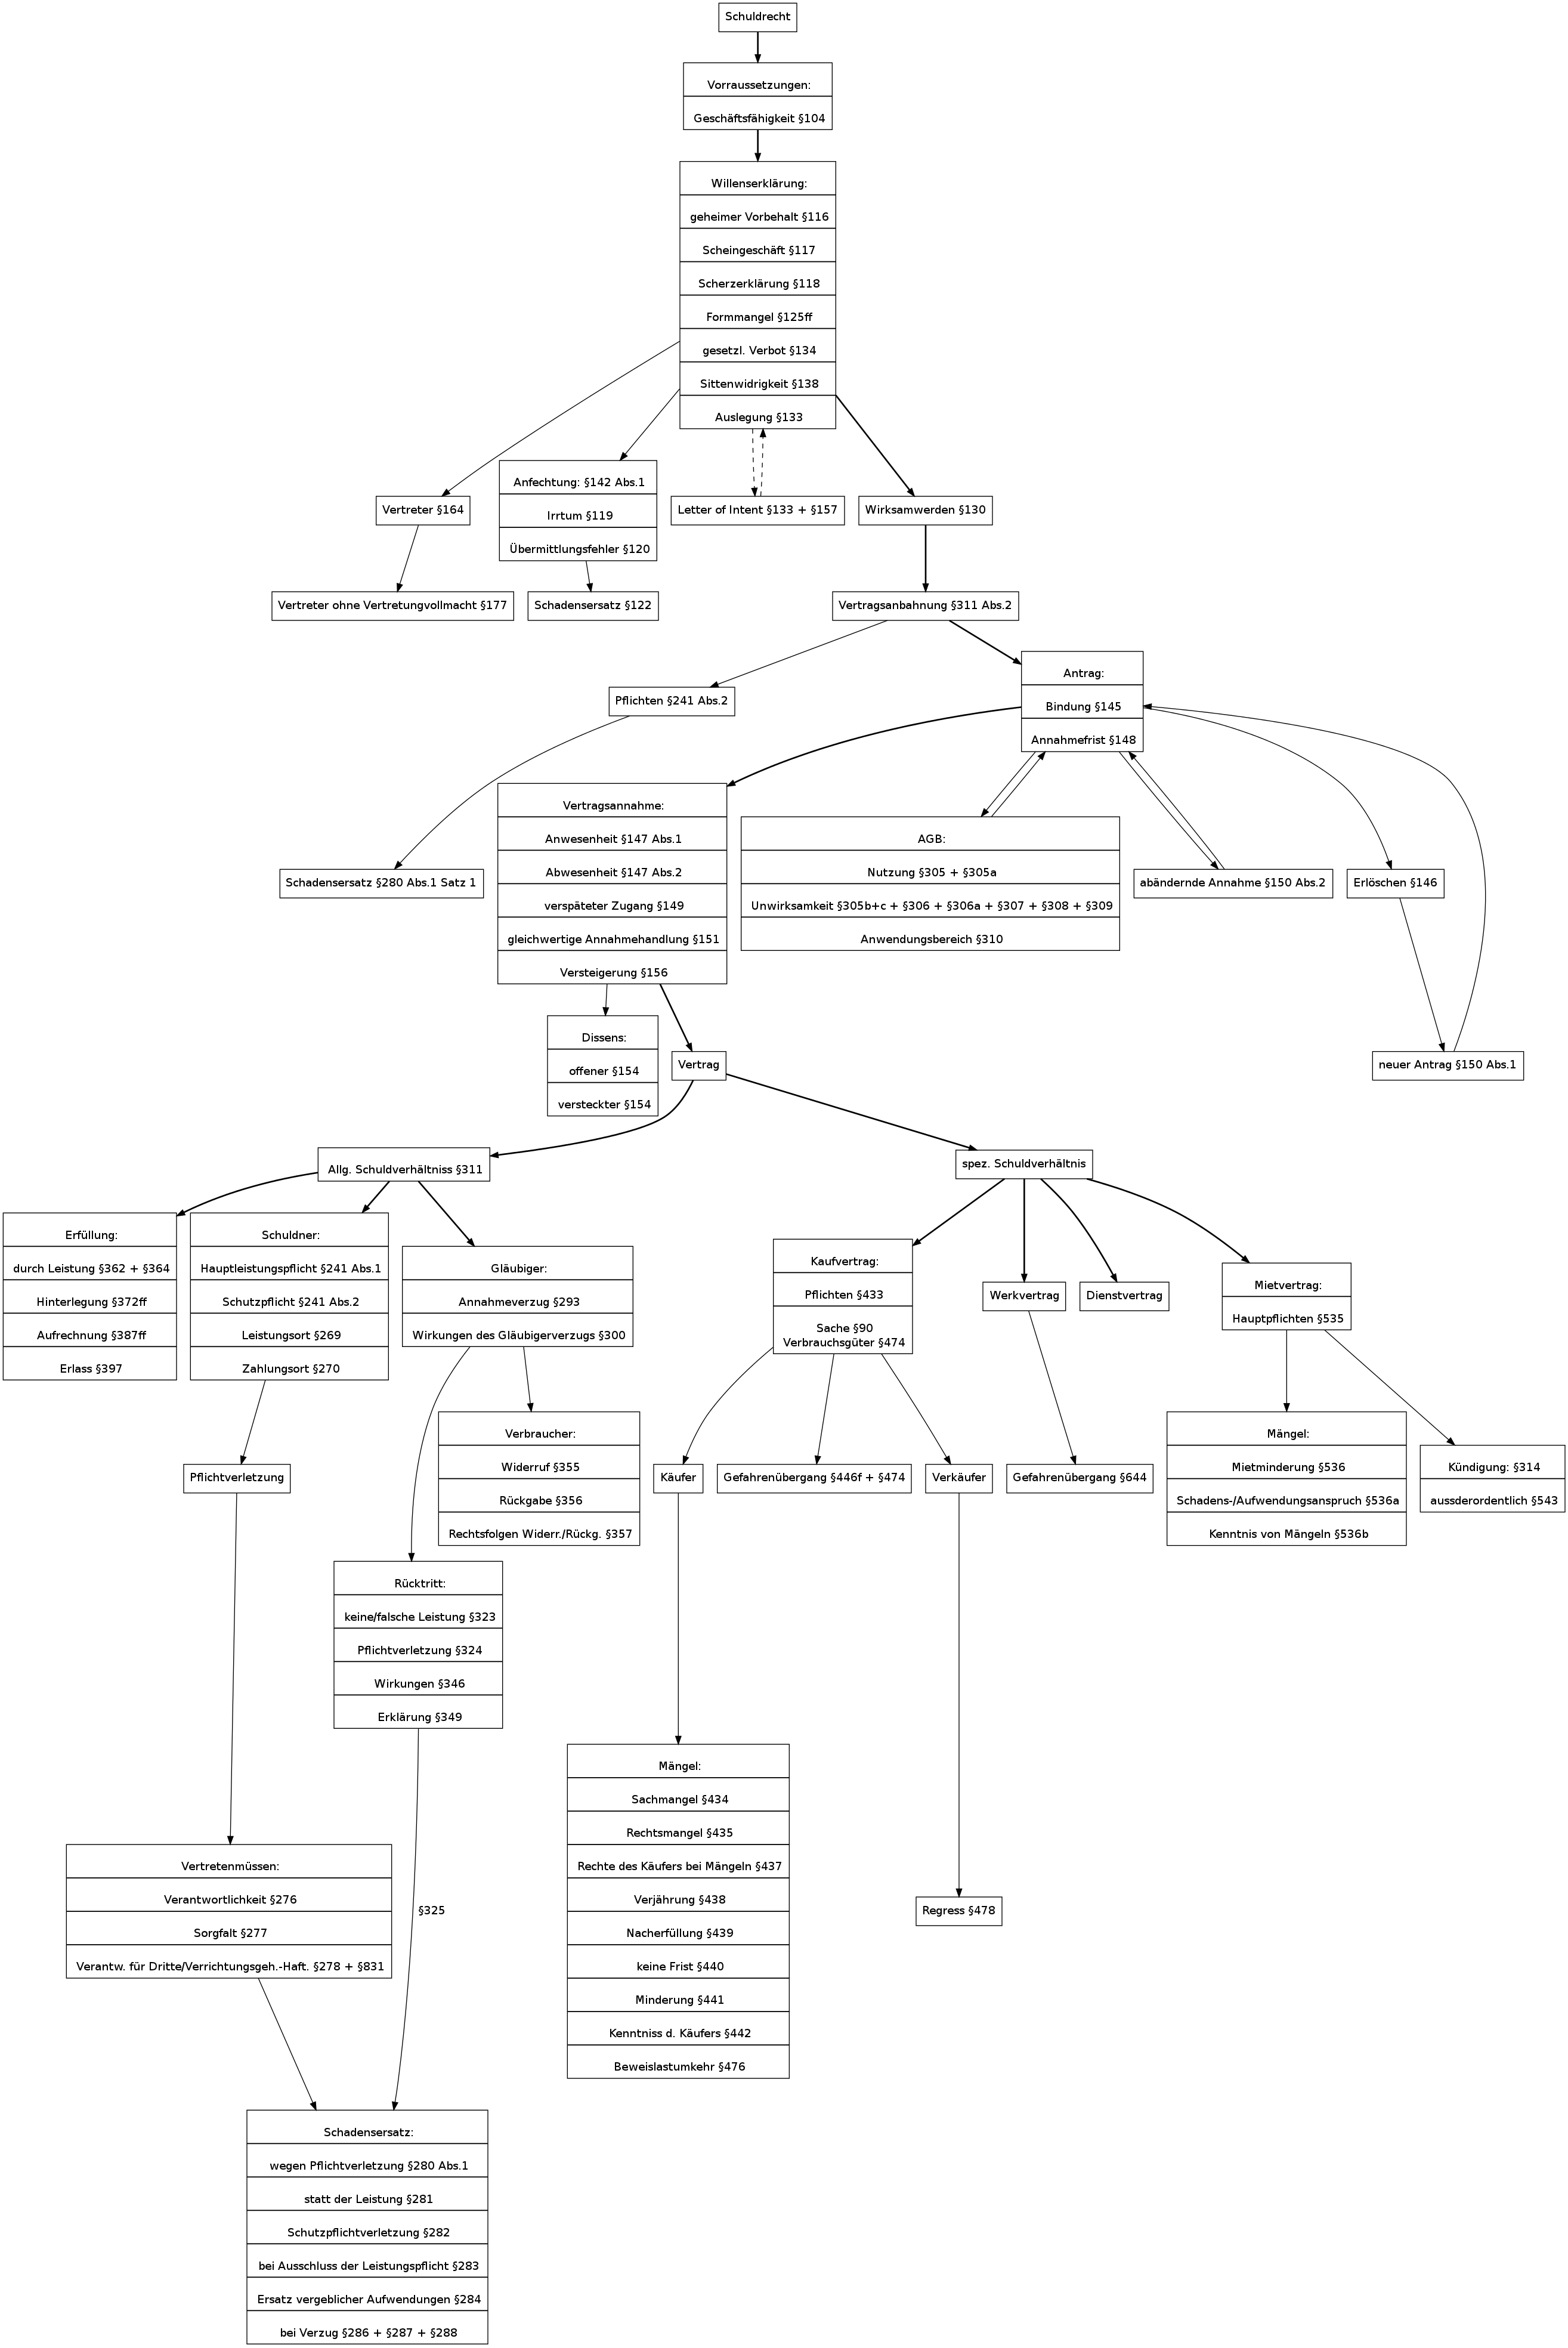 Schuldrecht
Vorraussetzungen:
Geschäftsfähigkeit §104
Willenserklärung:
geheimer Vorbehalt §116
Scheingeschäft §117
Scherzerklärung §118
Formmangel §125ff
gesetzl. Verbot §134
Sittenwidrigkeit §138
Auslegung §133
Vertreter §164
Anfechtung: §142 Abs.1
Irrtum §119
Übermittlungsfehler §120
Letter of Intent §133 + §157
Wirksamwerden §130
Vertreter ohne Vertretungvollmacht §177
Schadensersatz §122
Vertragsanbahnung §311 Abs.2
Pflichten §241 Abs.2
Antrag:
Bindung §145
Annahmefrist §148
Schadensersatz §280 Abs.1 Satz 1
Vertragsannahme:
Anwesenheit §147 Abs.1
Abwesenheit §147 Abs.2
verspäteter Zugang §149
gleichwertige Annahmehandlung §151
Versteigerung §156
AGB:
Nutzung §305 + §305a
Unwirksamkeit §305b+c + §306 + §306a + §307 + §308 + §309
Anwendungsbereich §310
abändernde Annahme §150 Abs.2
Erlöschen §146
Dissens:
offener §154
versteckter §154
Vertrag
neuer Antrag §150 Abs.1
Allg. Schuldverhältniss §311
spez. Schuldverhältnis
Erfüllung:
durch Leistung §362 + §364
Hinterlegung §372ff
Aufrechnung §387ff
Erlass §397
Schuldner:
Hauptleistungspflicht §241 Abs.1
Schutzpflicht §241 Abs.2
Leistungsort §269
Zahlungsort §270
Gläubiger:
Annahmeverzug §293
Wirkungen des Gläubigerverzugs §300
Kaufvertrag:
Pflichten §433
Sache §90
Verbrauchsgüter §474
Werkvertrag
Dienstvertrag
Mietvertrag:
Hauptpflichten §535
Pflichtverletzung
Verbraucher:
Widerruf §355
Rückgabe §356
Rechtsfolgen Widerr./Rückg. §357
Käufer
Gefahrenübergang §446f + §474
Verkäufer
Gefahrenübergang §644
Mängel:
Mietminderung §536
Schadens-/Aufwendungsanspruch §536a
Kenntnis von Mängeln §536b
Kündigung: §314
aussderordentlich §543
Rücktritt:
keine/falsche Leistung §323
Pflichtverletzung §324
Wirkungen §346
Erklärung §349
Vertretenmüssen:
Verantwortlichkeit §276
Sorgfalt §277
Verantw. für Dritte/Verrichtungsgeh.-Haft. §278 + §831
§325
Mängel:
Sachmangel §434
Rechtsmangel §435
Rechte des Käufers bei Mängeln §437
Verjährung §438
Nacherfüllung §439
keine Frist §440
Minderung §441
Kenntniss d. Käufers §442
Beweislastumkehr §476
Regress §478
Schadensersatz:
wegen Pflichtverletzung §280 Abs.1
statt der Leistung §281
Schutzpflichtverletzung §282
bei Ausschluss der Leistungspflicht §283
Ersatz vergeblicher Aufwendungen §284
bei Verzug §286 + §287 + §288